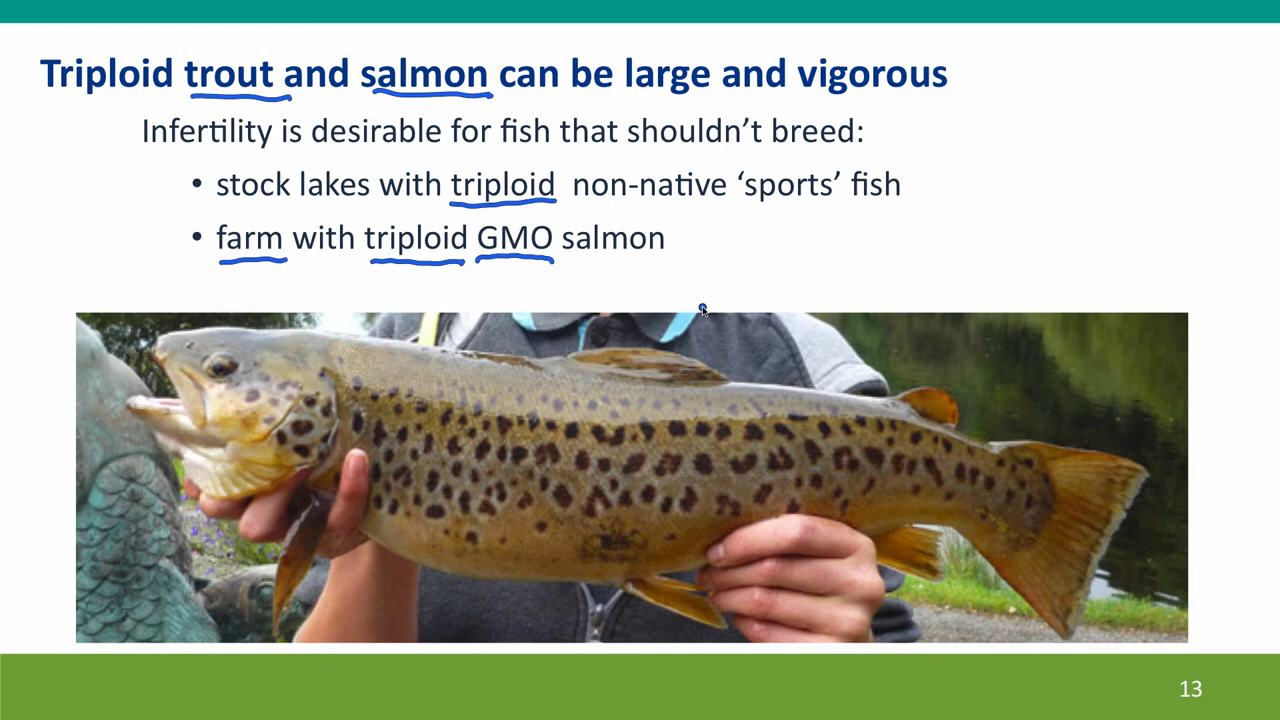 Triploid trout and salmon can be large and vigorous
Infertility is desirable for fish that shouldn’t breed:
• stock lakes with triploid non-native ‘sports’ fish
• farm with triploid GMO salmon
13